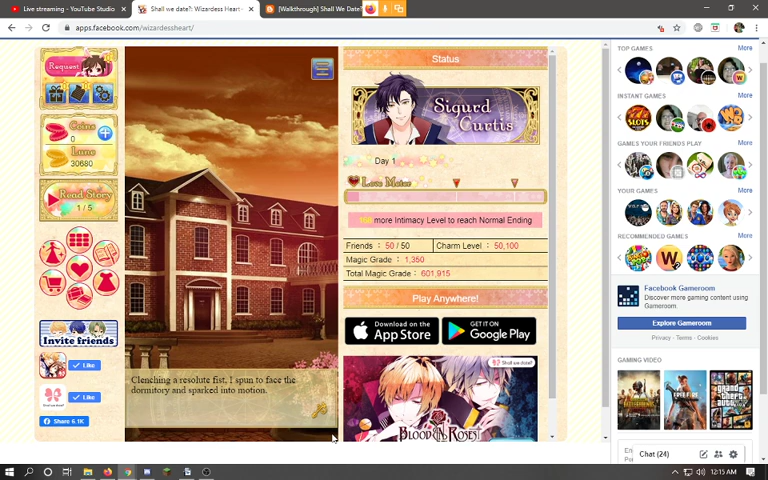 Live streaming - YouTube Studio
Shall we date?: Wizardess Heart -
[Walkthrough] Shall We Date?
apps.facebook.com/wizardessheart/
Request
Coins
0
Lune
30680
Read Story
1 / 5
Invite friends
Like
Like
Share 6.1K
Clenching a resolute fist, I spun to face the
dormitory and sparked into motion.
Status
Sigurd
Curtis
Day 1
Love Meter
more Intimacy Level to reach Normal Ending
Friends : 50 / 50
Charm Level : 50,100
Magic Grade : 1,350
Total Magic Grade : 601,915
Play Anywhere!
Download on the
App Store
GET IT ON
Google Play
Shall we date?
BLOOD IN ROSES
TOP GAMES
More
INSTANT GAMES
More
SLOTS
GAMES YOUR FRIENDS PLAY
More
YOUR GAMES
More
RECOMMENDED GAMES
More
Facebook Gameroom
Discover more gaming content using
Gameroom.
Explore Gameroom
Privacy · Terms · Cookies
GAMING VIDEO
FREE FIRE
Chat (24)
12:15 AM